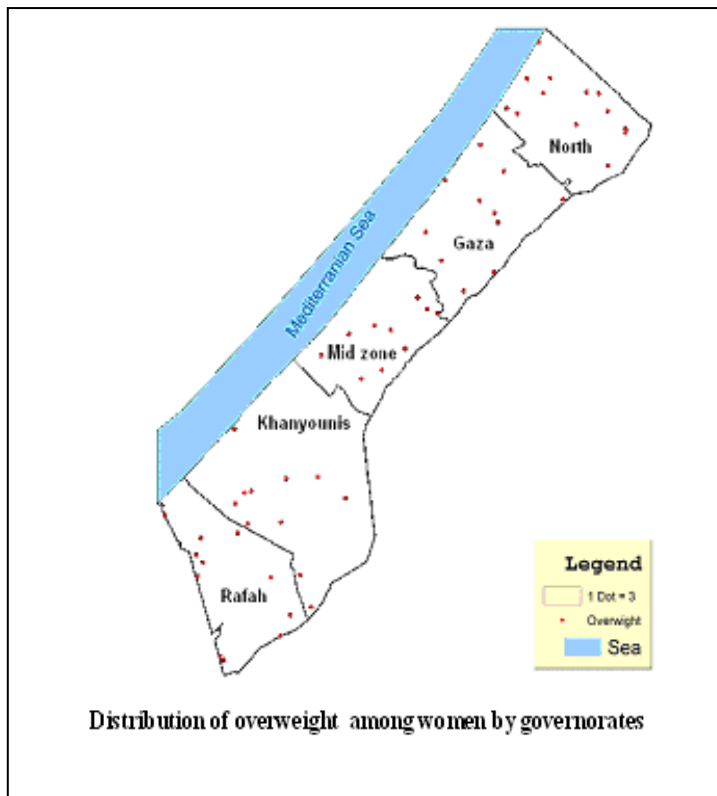 North
Gaza
Mediterranian Sea
Mid zone
Khanyounis
Rafah
Legend
1 Dot = 3
Overwight
Sea
Distribution of overweight among women by governorates